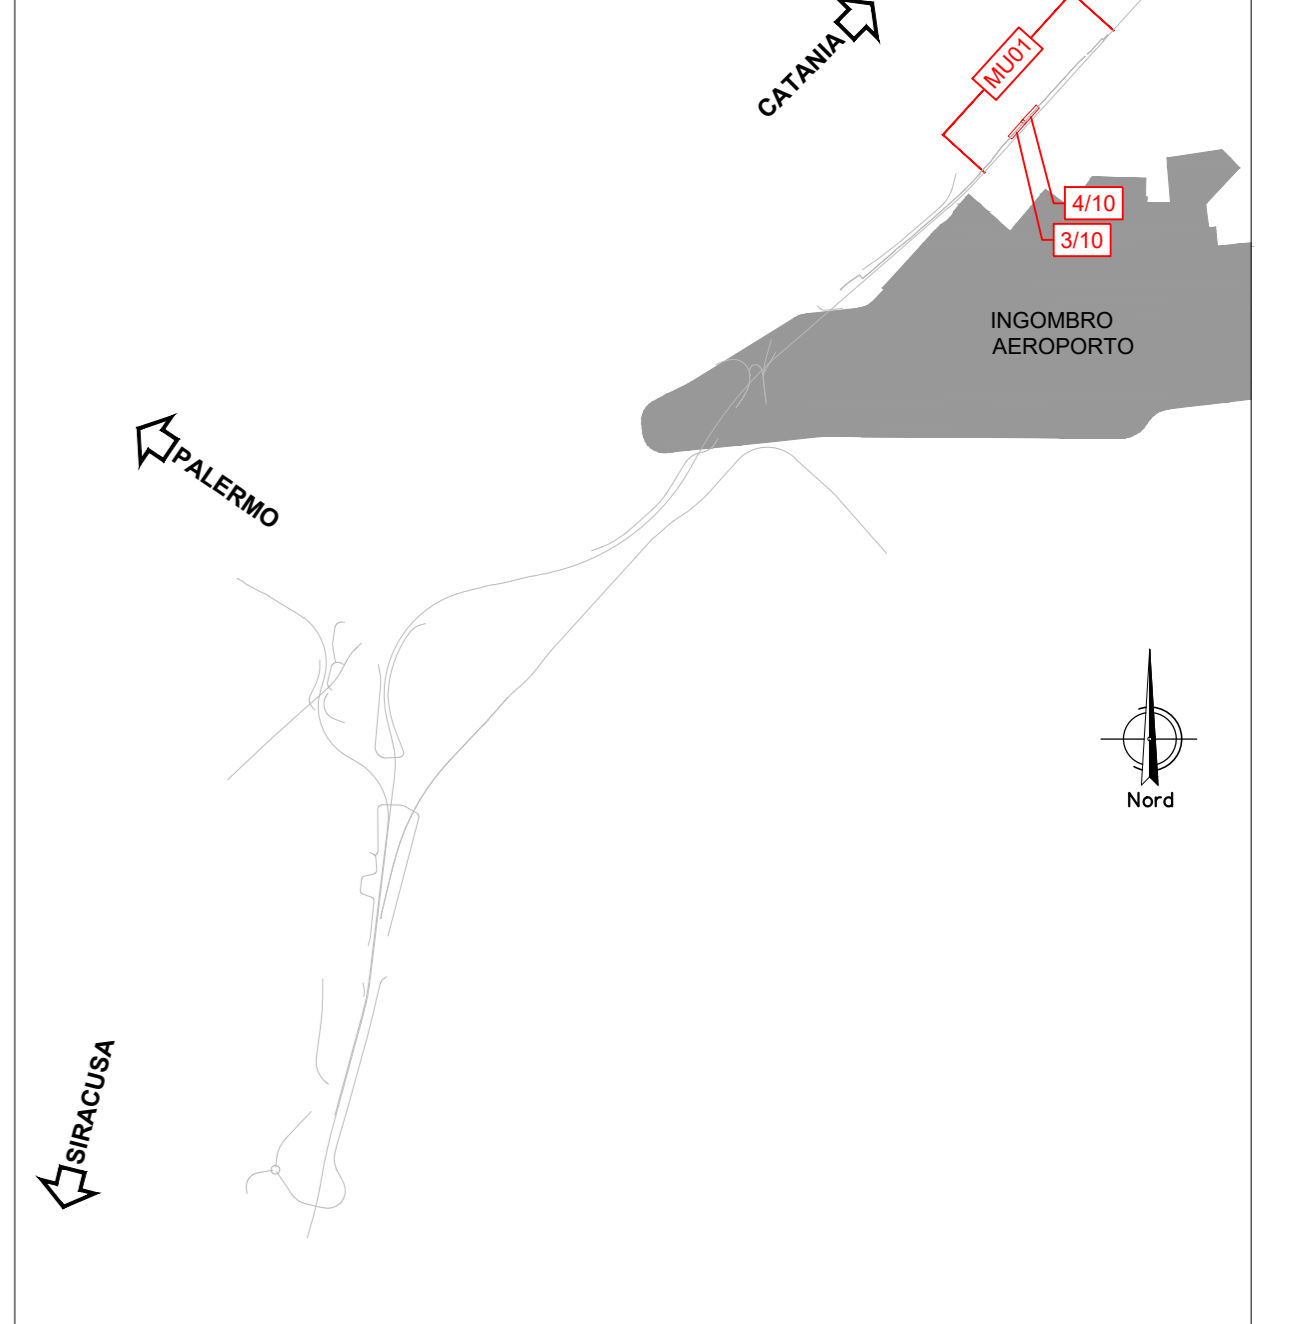 CATANIA
MU01
4/10
3/10
INGOMBRO
AEROPORTO
PALERMO
Nord
SIRACUSA